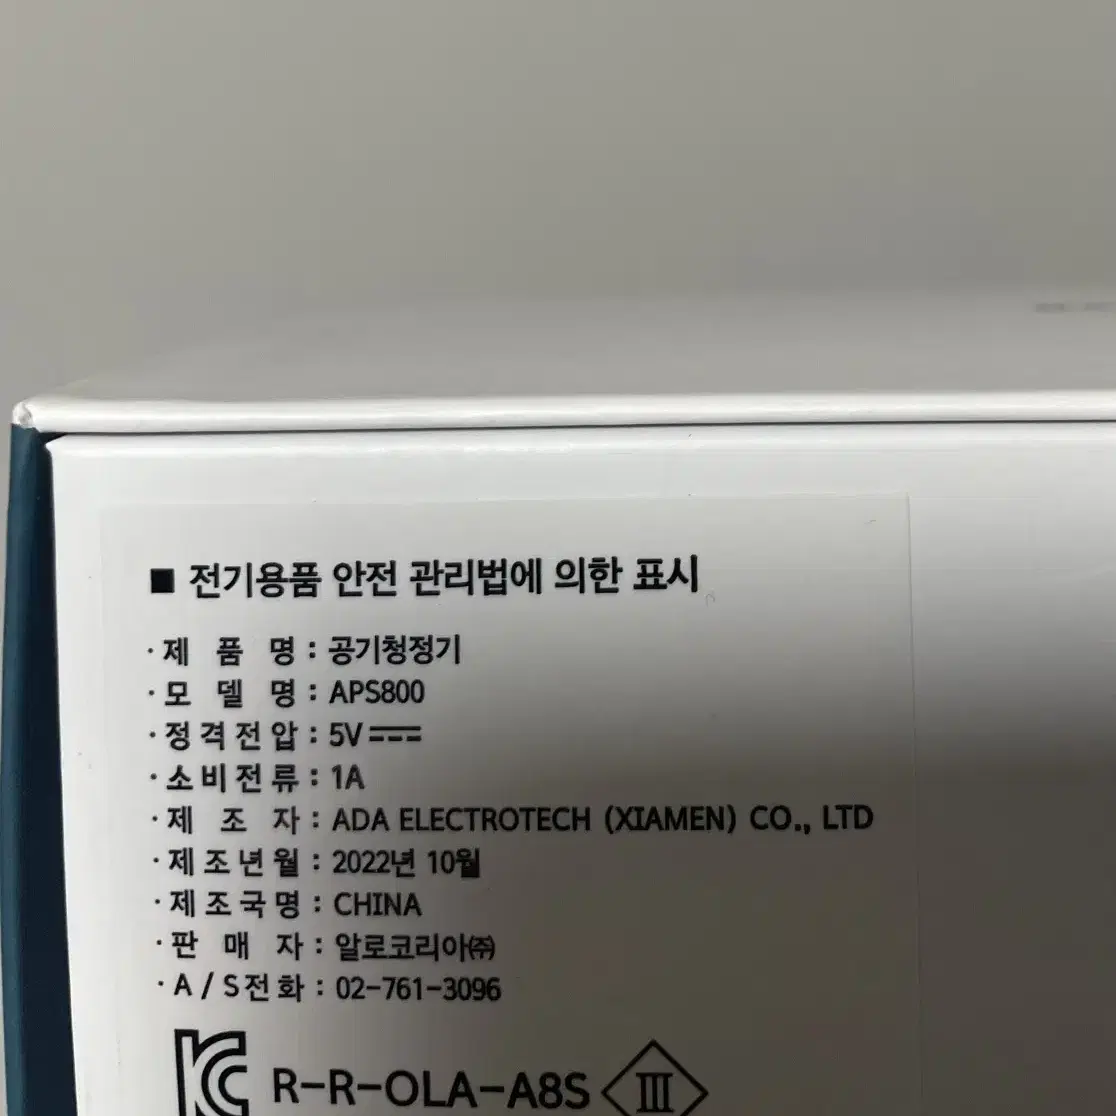 ■ 전기용품 안전 관리법에 의한 표시
· 제 품 명 : 공기청정기
· 모 델 명 : APS800
· 정격전압 : 5V⎓
· 소비전류 : 1A
· 제 조 자 : ADA ELECTROTECH (XIAMEN) CO., LTD
· 제조년월 : 2022년 10월
· 제조국명 : CHINA
· 판 매 자 : 알로코리아㈜
· A/S전화 : 02-761-3096
R-R-OLA-A8S III